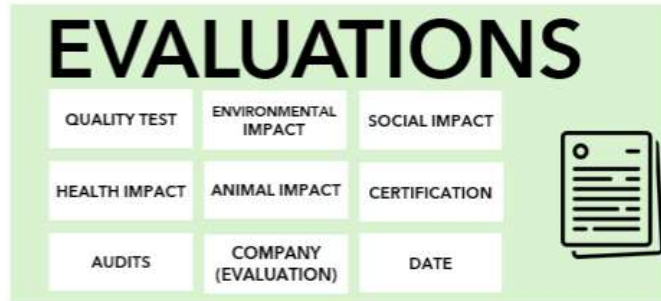 EVALUATIONS
QUALITY TEST
ENVIRONMENTAL
IMPACT
SOCIAL IMPACT
HEALTH IMPACT
ANIMAL IMPACT
CERTIFICATION
AUDITS
COMPANY
(EVALUATION)
DATE